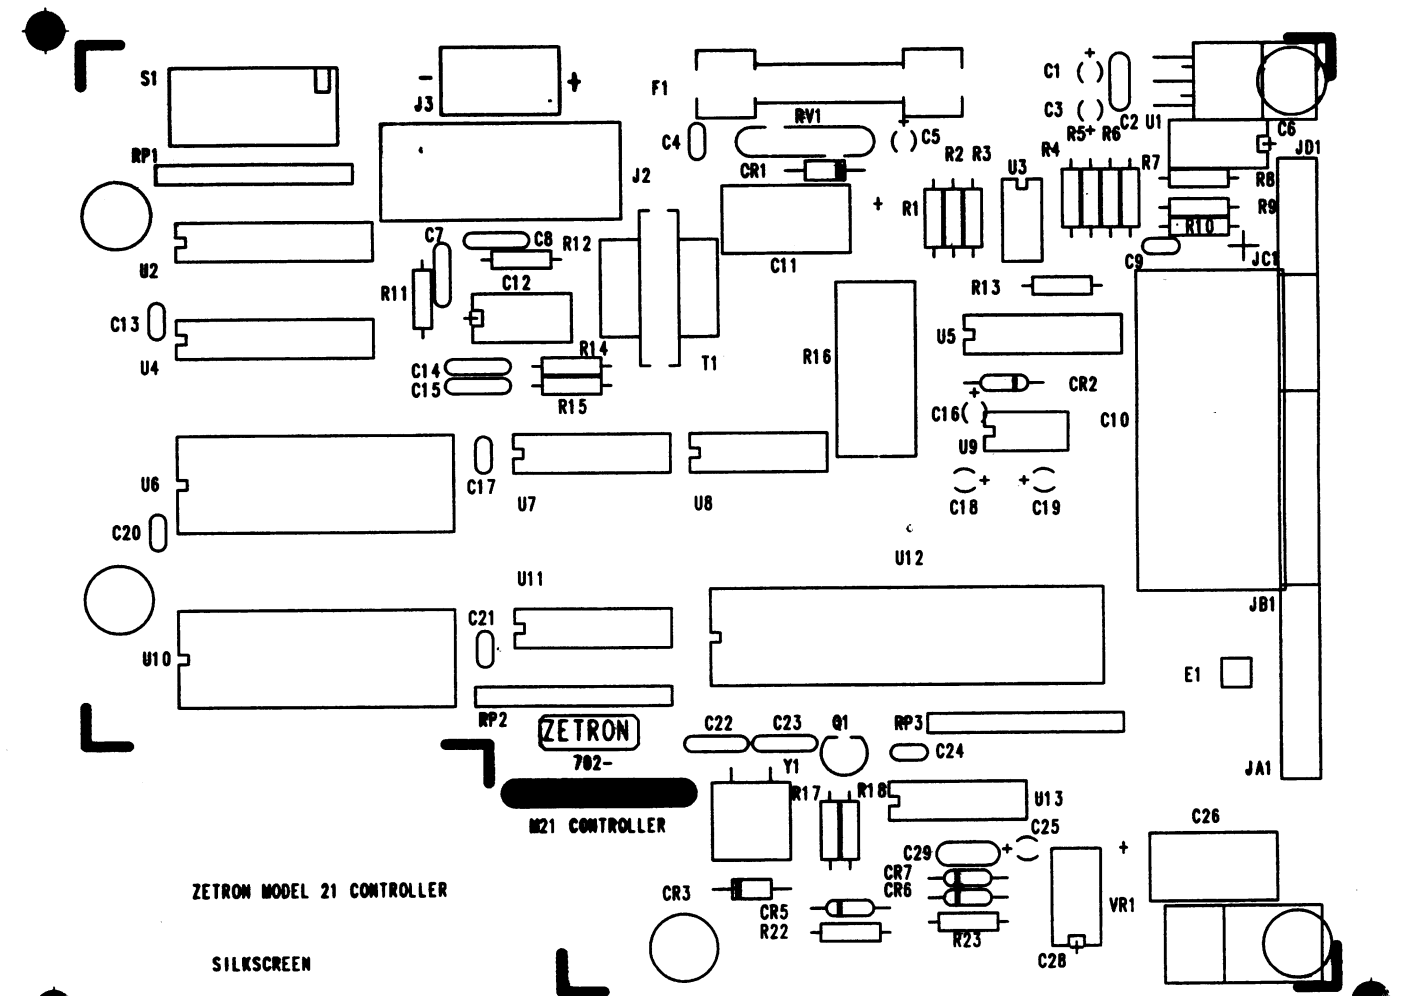 S1
J3
-
+
F1
RV1
C4
+
C5
CR1
+
C1
C3
C2
R5+ R6
U1
C6
JD1
RP1
J2
R2 R3
U3
R4
R7
R8
R9
R10
R1
+
C7
C8
R12
C11
C9
JC1
U2
R11
C12
R13
C13
U4
C14
C15
R14
R15
T1
R16
U5
CR2
+
C16
U9
C10
U6
C17
U7
U8
+
+
C18
C19
C20
U12
U11
C21
JB1
U10
E1
RP2
ZETRON
702-
C22
C23
Q1
RP3
C24
Y1
JA1
M21 CONTROLLER
R17
R18
U13
C25
+
C26
+
C29
CR7
CR6
ZETRON MODEL 21 CONTROLLER
CR3
CR5
R22
R23
VR1
C28
SILKSCREEN